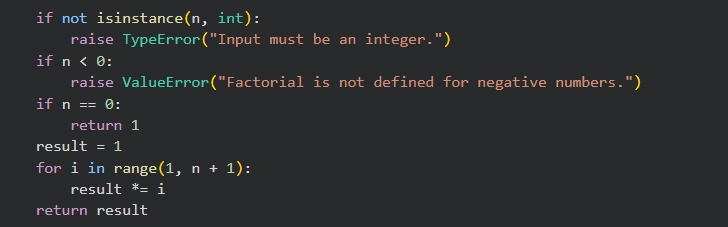 if not isinstance(n, int):
    raise TypeError("Input must be an integer.")
if n < 0:
    raise ValueError("Factorial is not defined for negative numbers.")
if n == 0:
    return 1
result = 1
for i in range(1, n + 1):
    result *= i
return result